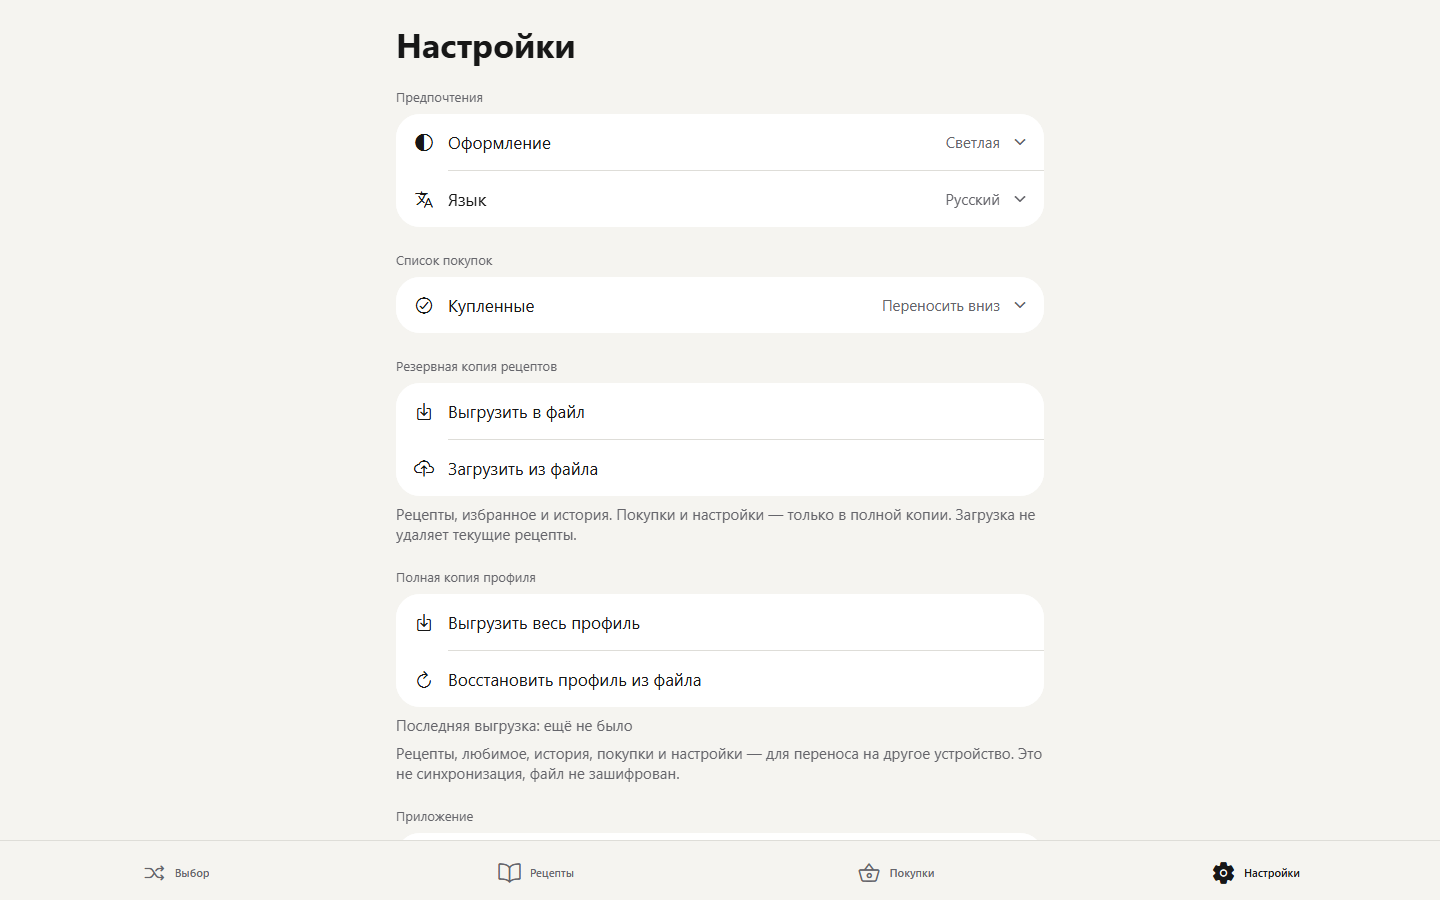 Настройки
Предпочтения
Оформление
Светлая
Язык
Русский
Список покупок
Купленные
Переносить вниз
Резервная копия рецептов
Выгрузить в файл
Загрузить из файла
Рецепты, избранное и история. Покупки и настройки — только в полной копии. Загрузка не
удаляет текущие рецепты.
Полная копия профиля
Выгрузить весь профиль
Восстановить профиль из файла
Последняя выгрузка: ещё не было
Рецепты, любимое, история, покупки и настройки — для переноса на другое устройство. Это
не синхронизация, файл не зашифрован.
Приложение
Выбор
Рецепты
Покупки
Настройки